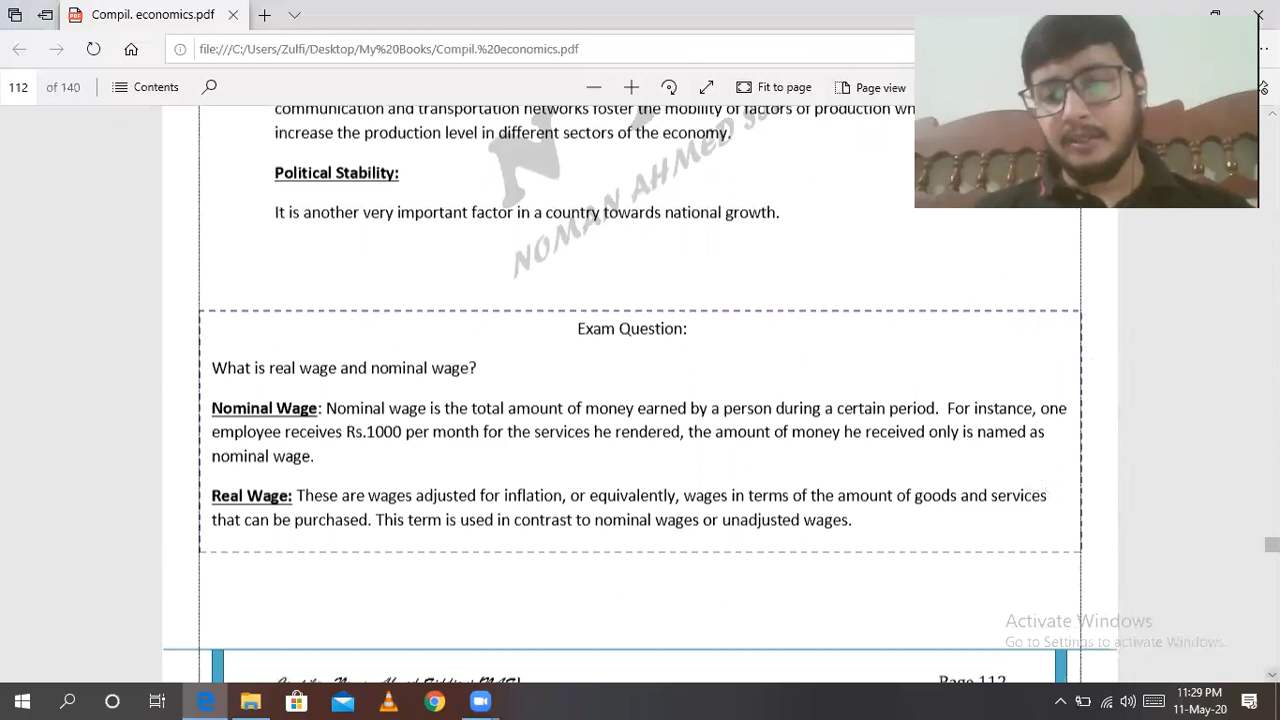 Compil. economics.pdf
file:///C:/Users/Zulfi/Desktop/My%20Books/Compil.%20economics.pdf
112 of 140 Contents Fit to page Page view
communication and transportation networks foster the mobility of factors of production
increase the production level in different sectors of the economy.
Political Stability:
It is another very important factor in a country towards national growth.
NOMAN AHMED
Exam Question:
What is real wage and nominal wage?
Nominal Wage: Nominal wage is the total amount of money earned by a person during a certain period. For instance, one
employee receives Rs.1000 per month for the services he rendered, the amount of money he received only is named as
nominal wage.
Real Wage: These are wages adjusted for inflation, or equivalently, wages in terms of the amount of goods and services
that can be purchased. This term is used in contrast to nominal wages or unadjusted wages.
Activate Windows
Go to Settings to activate Windows.
Page 112
11:29 PM
11-May-20